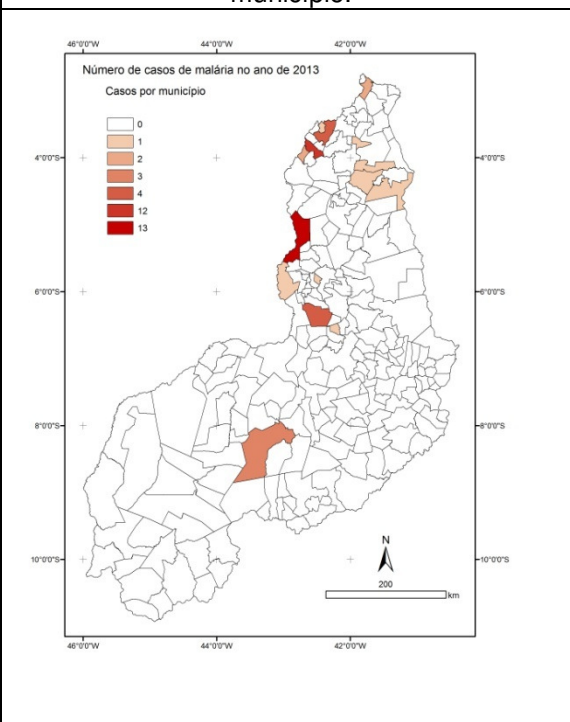 município.
46°0'0"W 44°0'0"W 42°0'0"W
Número de casos de malária no ano de 2013
Casos por município
0
1
2
3
4
12
13
4°0'0"S 4°0'0"S
6°0'0"S 6°0'0"S
8°0'0"S 8°0'0"S
10°0'0"S 10°0'0"S
N
200
km
46°0'0"W 44°0'0"W 42°0'0"W